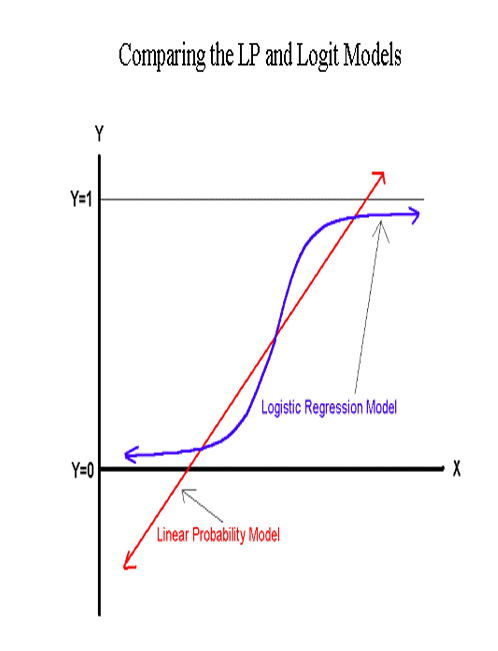 Comparing the LP and Logit Models
Y
Y=1
Logistic Regression Model
Y=0
X
Linear Probability Model